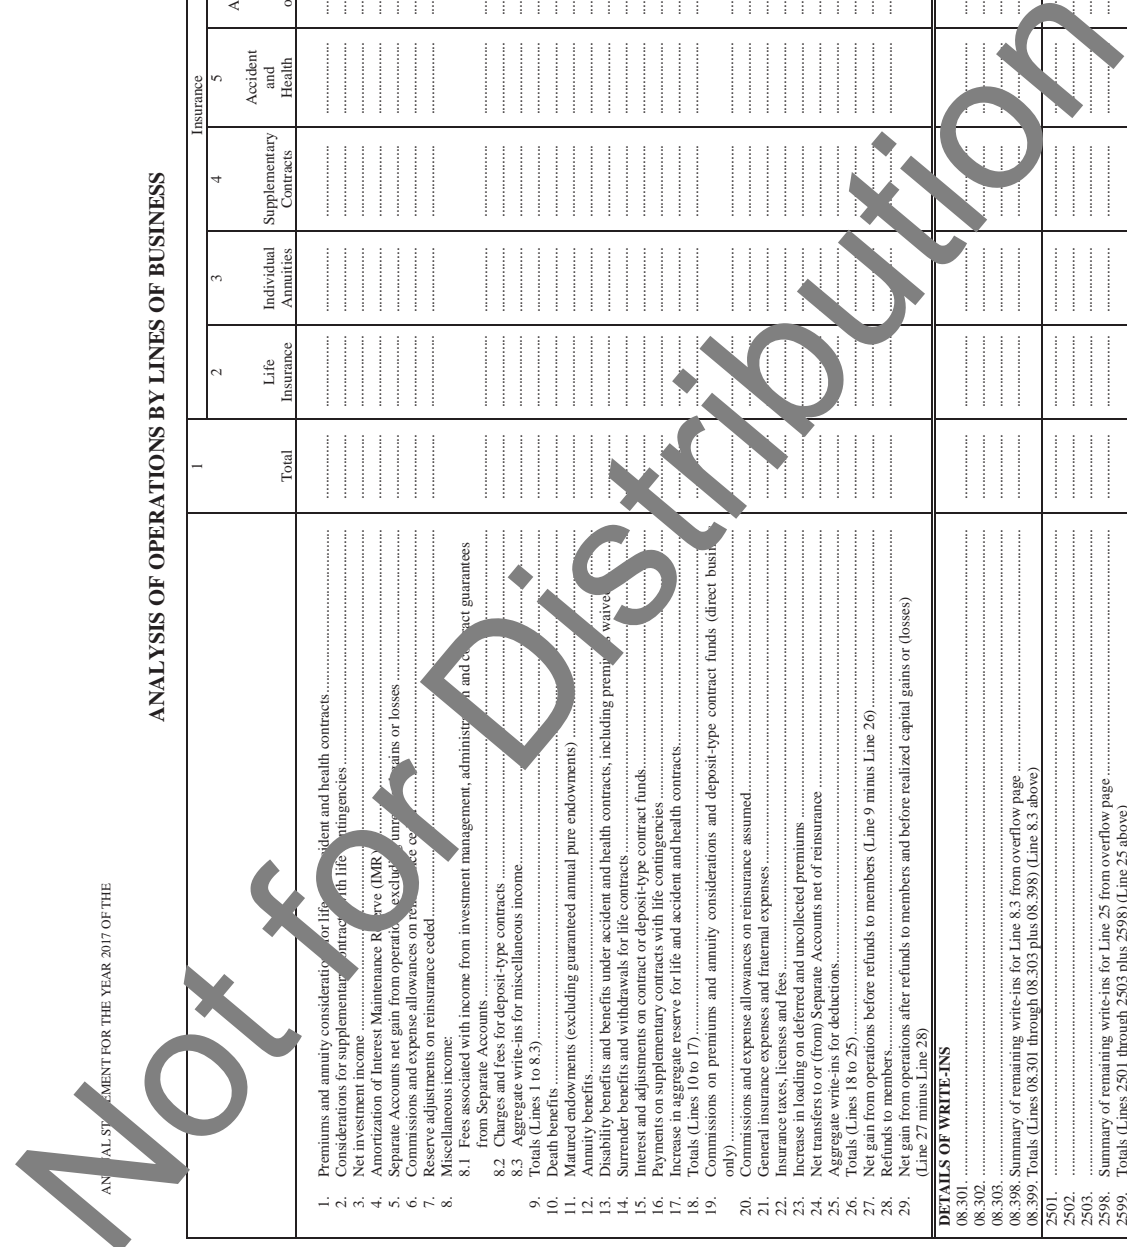 ANNUAL STATEMENT FOR THE YEAR 2017 OF THE
ANALYSIS OF OPERATIONS BY LINES OF BUSINESS
Insurance
1
Total
2
Life
Insurance
3
Individual
Annuities
4
Supplementary
Contracts
5
Accident
and
Health
1. Premiums and annuity considerations for life and accident and health contracts
2. Considerations for supplementary contracts with life contingencies
3. Net investment income
4. Amortization of Interest Maintenance Reserve (IMR)
5. Separate Accounts net gain from operations excluding unrealized gains or losses
6. Commissions and expense allowances on reinsurance ceded
7. Reserve adjustments on reinsurance ceded
8. Miscellaneous income:
8.1 Fees associated with income from investment management, administration and contract guarantees
from Separate Accounts
8.2 Charges and fees for deposit-type contracts
8.3 Aggregate write-ins for miscellaneous income
9. Totals (Lines 1 to 8.3)
10. Death benefits
11. Matured endowments (excluding guaranteed annual pure endowments)
12. Annuity benefits
13. Disability benefits and benefits under accident and health contracts, including premiums waived
14. Surrender benefits and withdrawals for life contracts
15. Interest and adjustments on contract or deposit-type contract funds
16. Payments on supplementary contracts with life contingencies
17. Increase in aggregate reserve for life and accident and health contracts
18. Totals (Lines 10 to 17)
19. Commissions on premiums and annuity considerations and deposit-type contract funds (direct business
only)
20. Commissions and expense allowances on reinsurance assumed
21. General insurance expenses and fraternal expenses
22. Insurance taxes, licenses and fees
23. Increase in loading on deferred and uncollected premiums
24. Net transfers to or (from) Separate Accounts net of reinsurance
25. Aggregate write-ins for deductions
26. Totals (Lines 18 to 25)
27. Net gain from operations before refunds to members (Line 9 minus Line 26)
28. Refunds to members
29. Net gain from operations after refunds to members and before realized capital gains or (losses)
(Line 27 minus Line 28)
DETAILS OF WRITE-INS
08.301.
08.302.
08.303.
08.398. Summary of remaining write-ins for Line 8.3 from overflow page
08.399. Totals (Lines 08.301 through 08.303 plus 08.398) (Line 8.3 above)
2501.
2502.
2503.
2598. Summary of remaining write-ins for Line 25 from overflow page
2599. Totals (Lines 2501 through 2503 plus 2598) (Line 25 above)
Not for Distribution